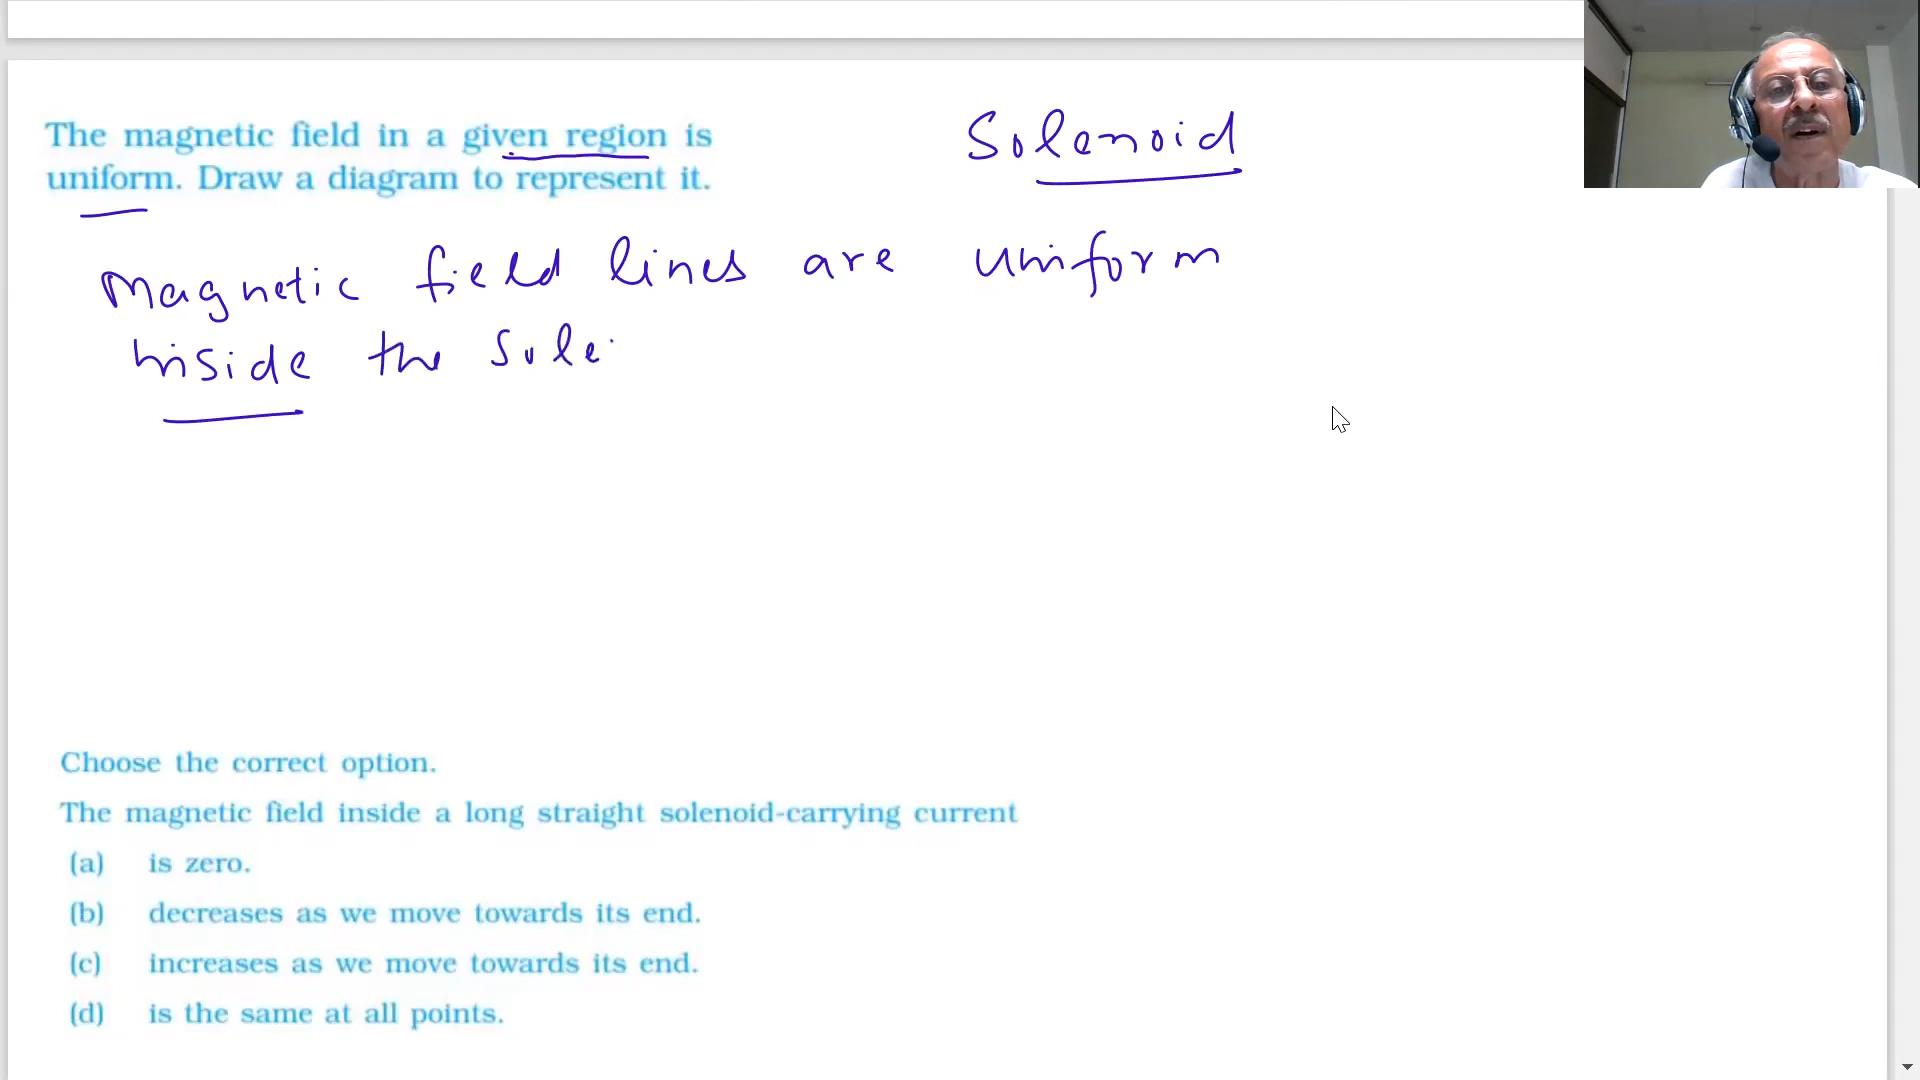 The magnetic field in a given region is
uniform. Draw a diagram to represent it.
Solenoid
Magnetic field lines are uniform
inside the Sole
Choose the correct option.
The magnetic field inside a long straight solenoid-carrying current
(a) is zero.
(b) decreases as we move towards its end.
(c) increases as we move towards its end.
(d) is the same at all points.